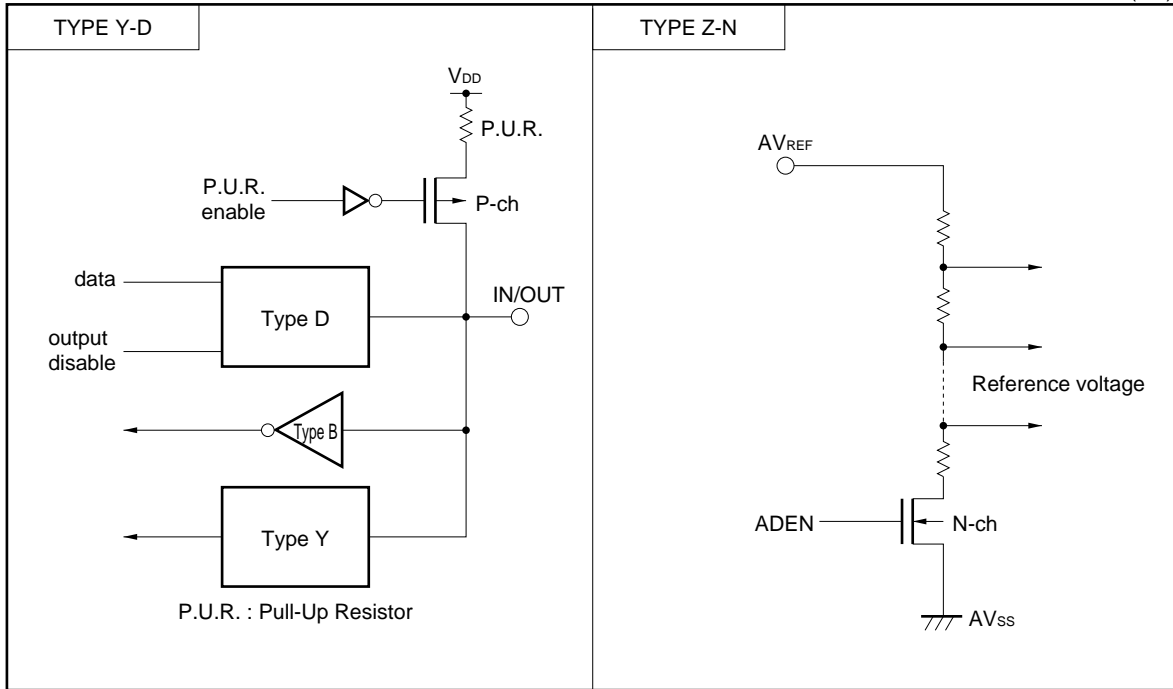 TYPE Y-D
VDD
P.U.R.
P.U.R.
enable
P-ch
data
Type D
IN/OUT
output
disable
Type B
Type Y
P.U.R. : Pull-Up Resistor
TYPE Z-N
AVREF
Reference voltage
ADEN
N-ch
AVSS